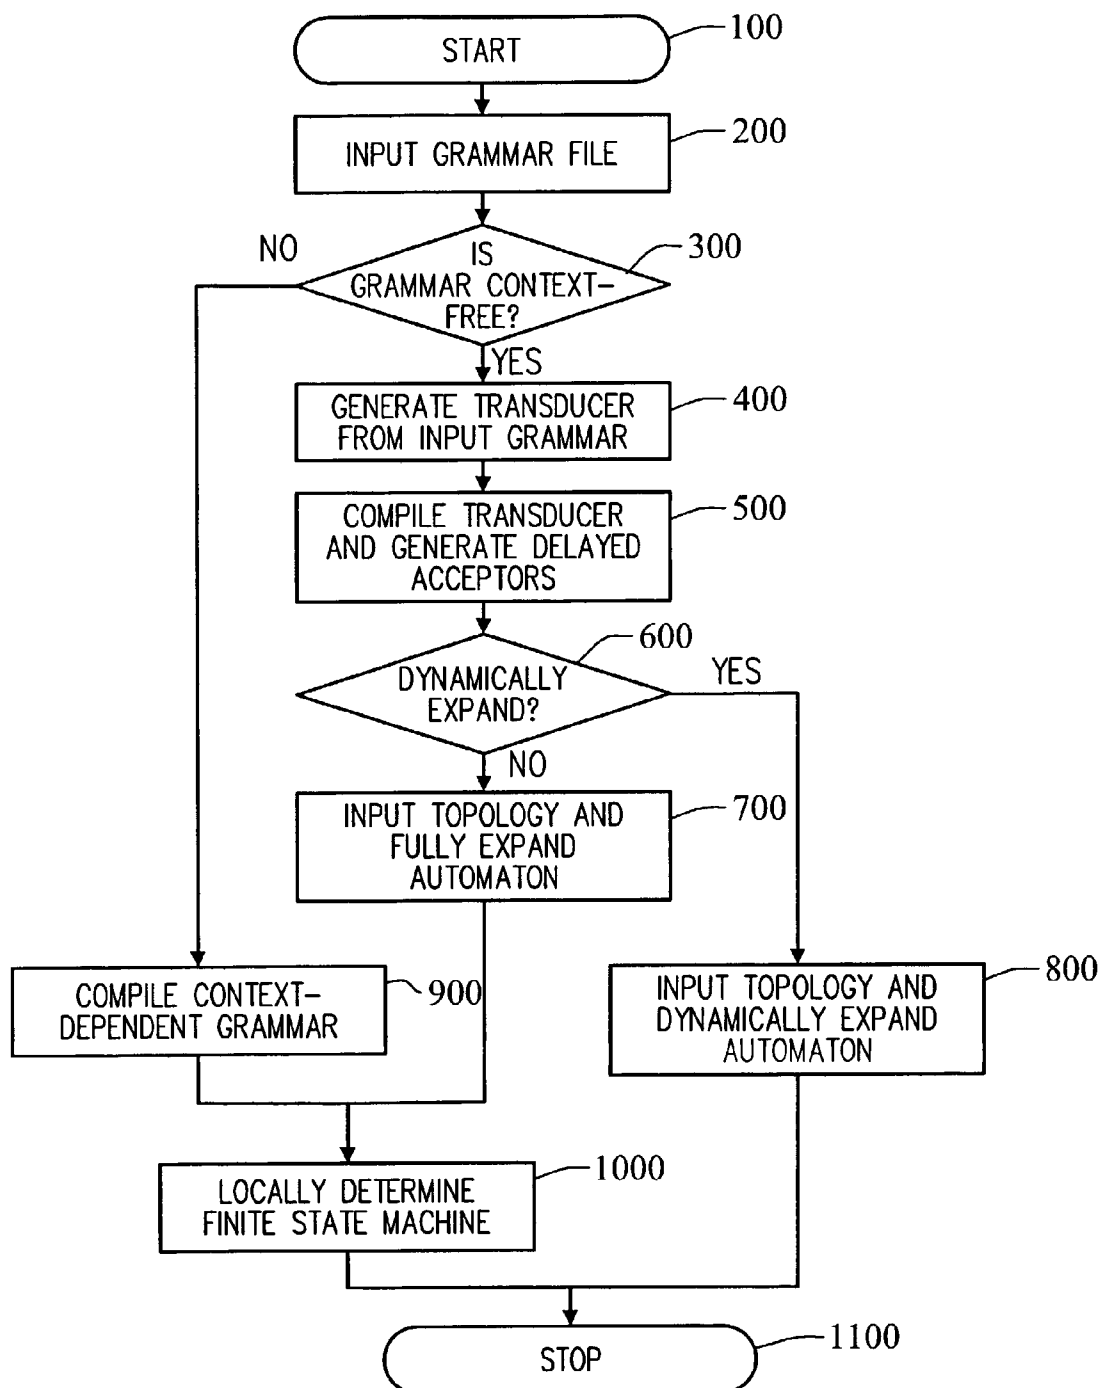 START
100
INPUT GRAMMAR FILE
200
NO
IS
GRAMMAR CONTEXT-
FREE?
300
YES
GENERATE TRANSDUCER
FROM INPUT GRAMMAR
400
COMPILE TRANSDUCER
AND GENERATE DELAYED
ACCEPTORS
500
DYNAMICALLY
EXPAND?
600
YES
NO
INPUT TOPOLOGY AND
FULLY EXPAND
AUTOMATON
700
COMPILE CONTEXT-
DEPENDENT GRAMMAR
900
INPUT TOPOLOGY AND
DYNAMICALLY EXPAND
AUTOMATON
800
LOCALLY DETERMINE
FINITE STATE MACHINE
1000
STOP
1100